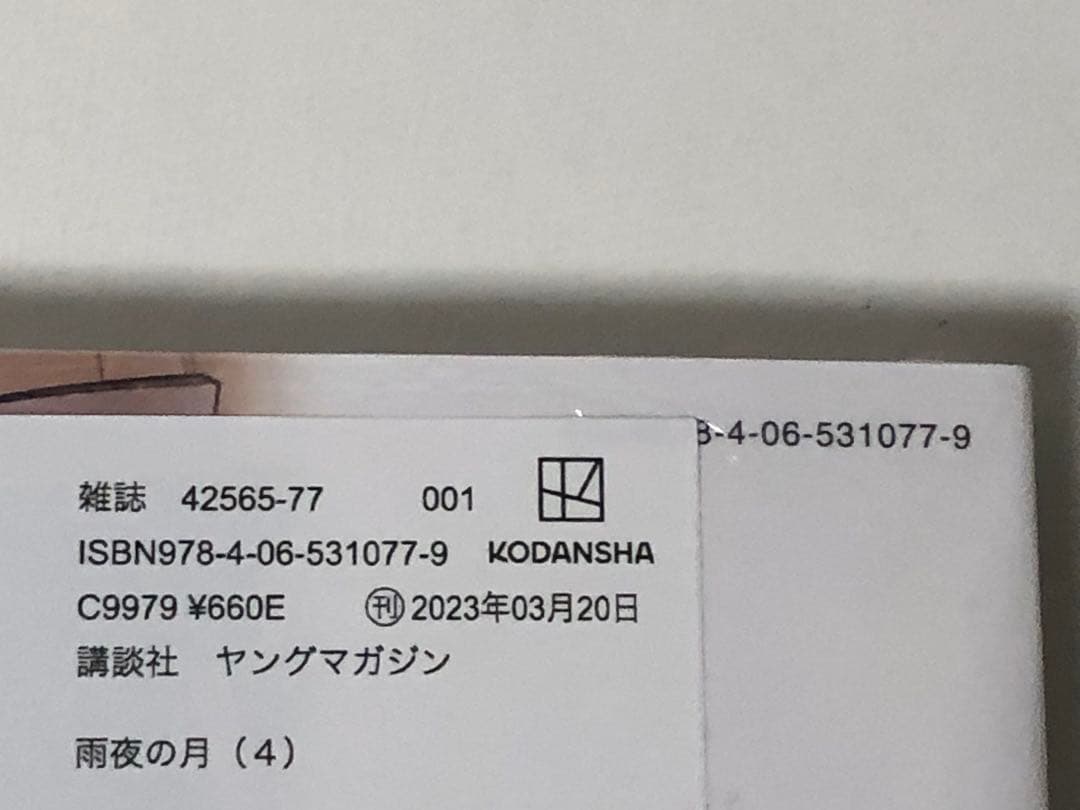 8-4-06-531077-9
雑誌 42565-77 001
ISBN978-4-06-531077-9 KODANSHA
C9979 ¥660E ㊞2023年03月20日
講談社 ヤングマガジン
雨夜の月（4）